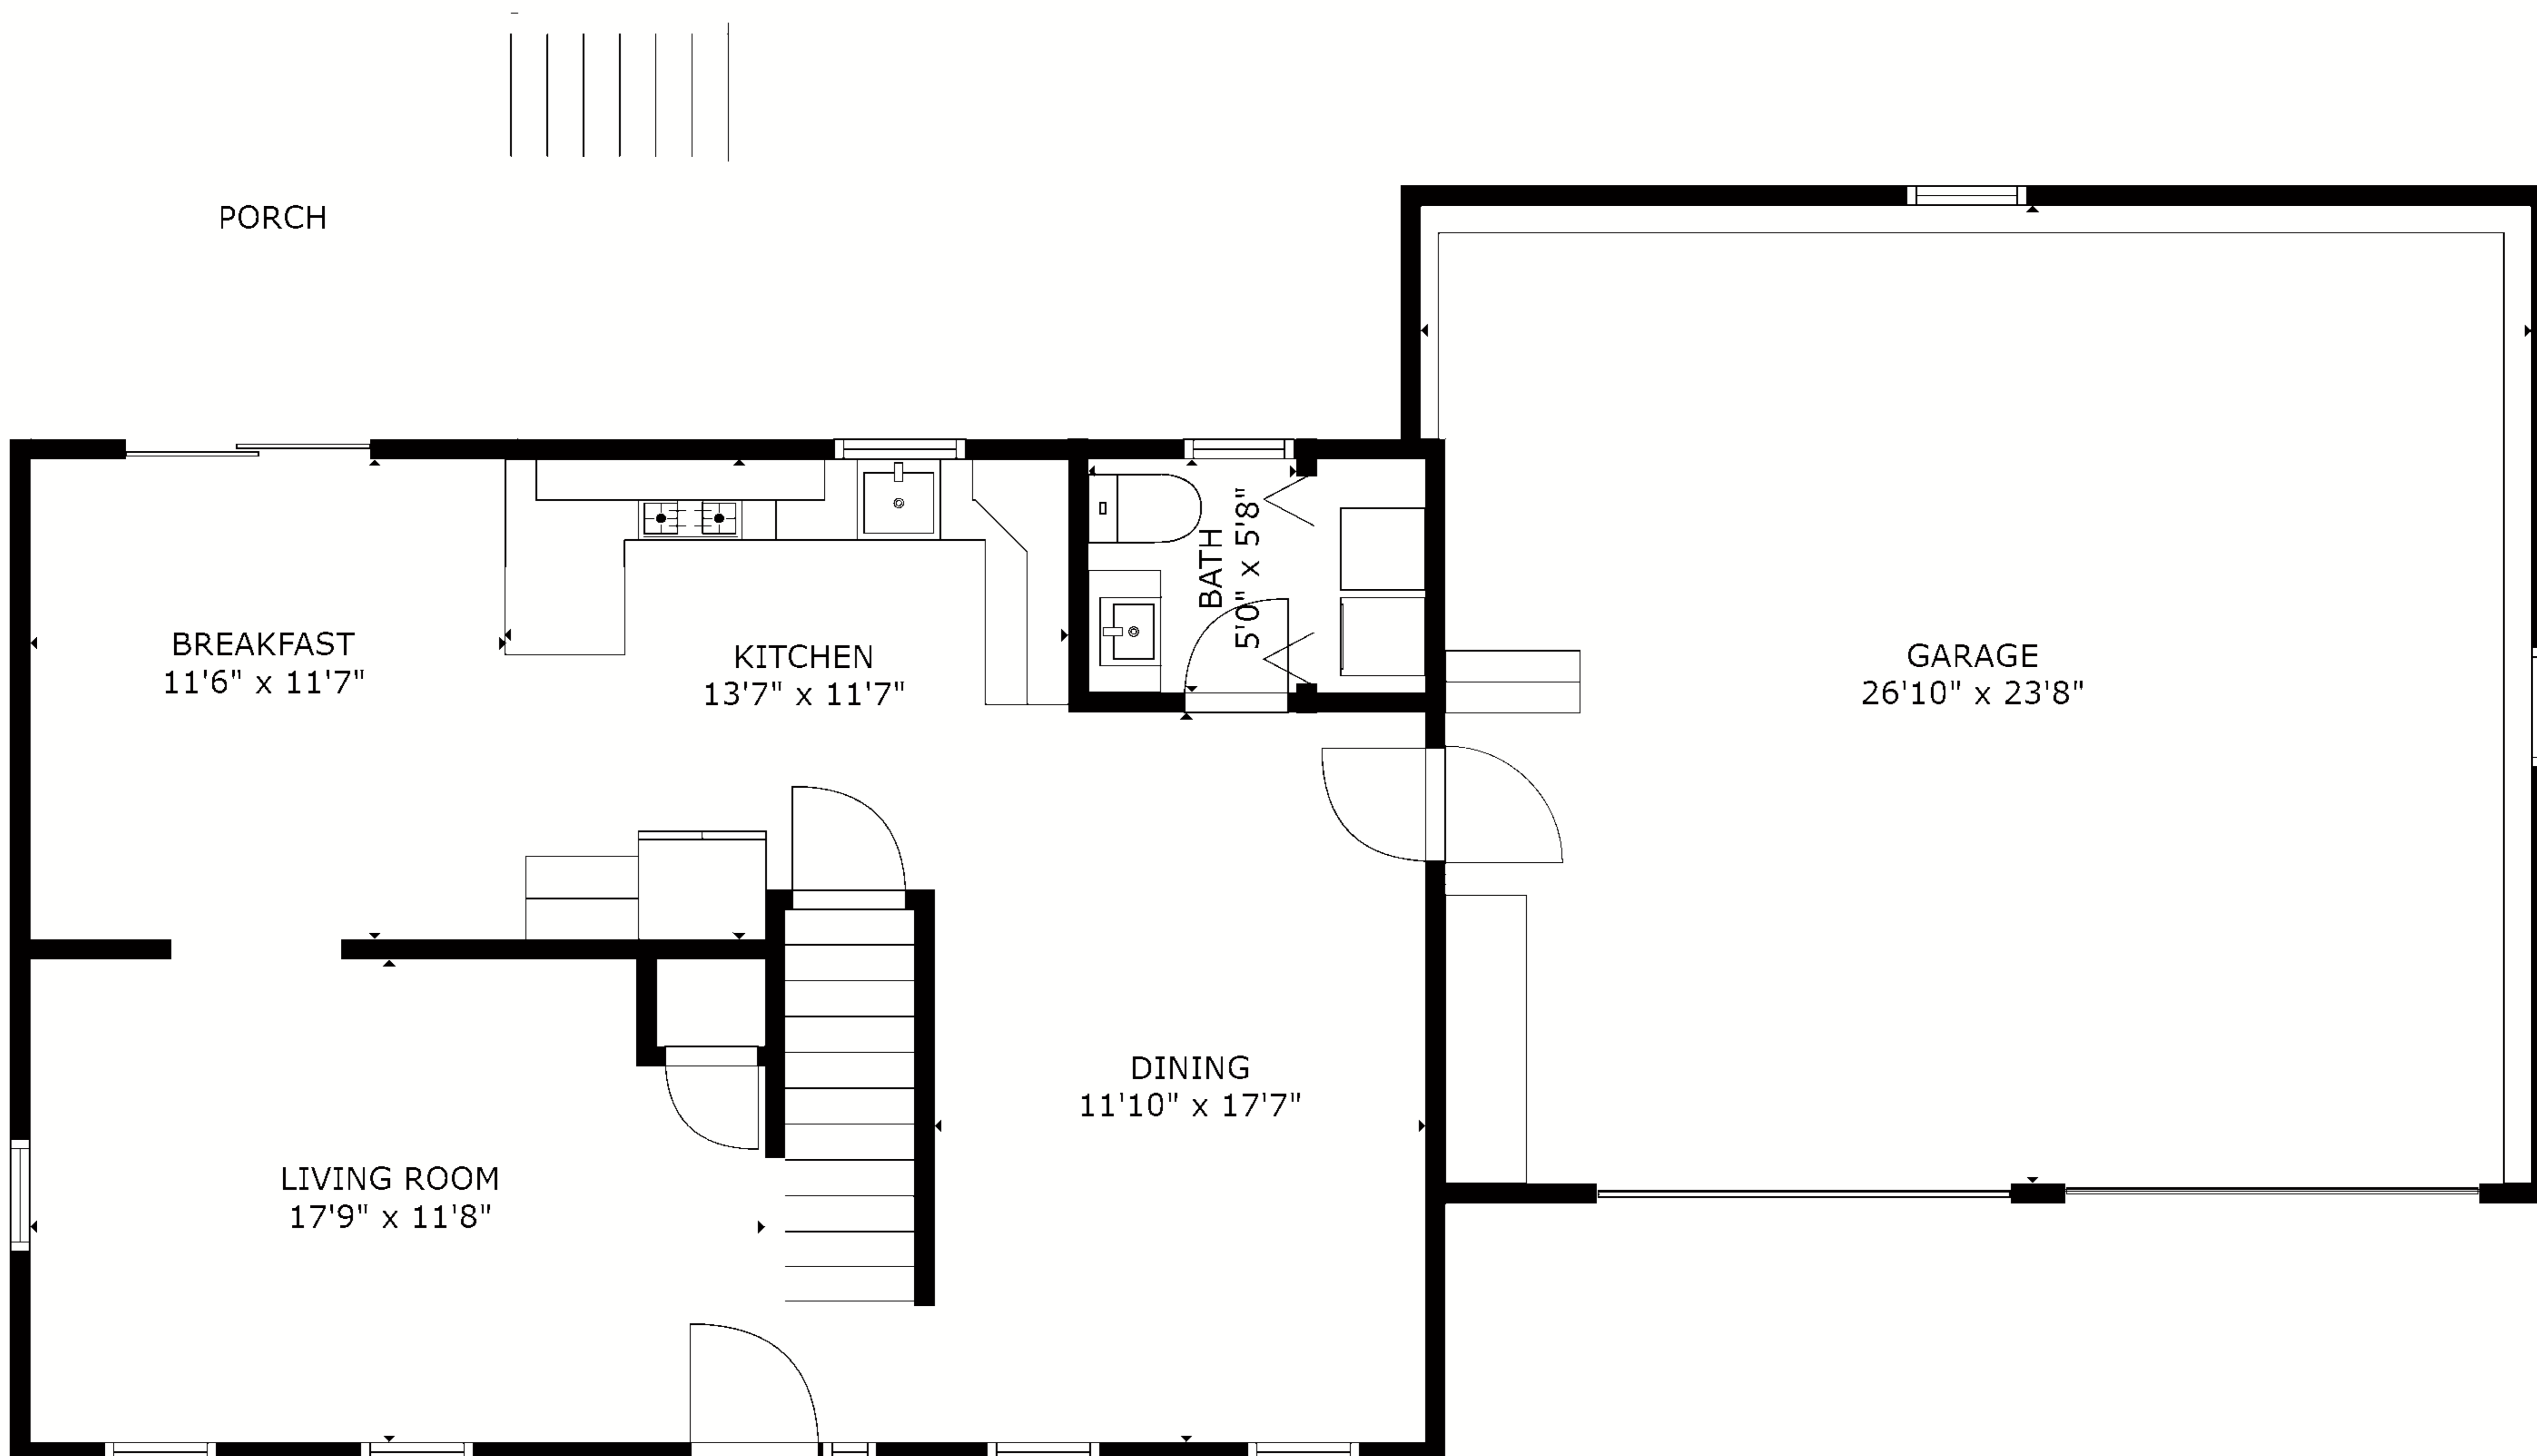 PORCH
BREAKFAST
11'6" x 11'7"
KITCHEN
13'7" x 11'7"
BATH
5'0" x 5'8"
GARAGE
26'10" x 23'8"
DINING
11'10" x 17'7"
LIVING ROOM
17'9" x 11'8"